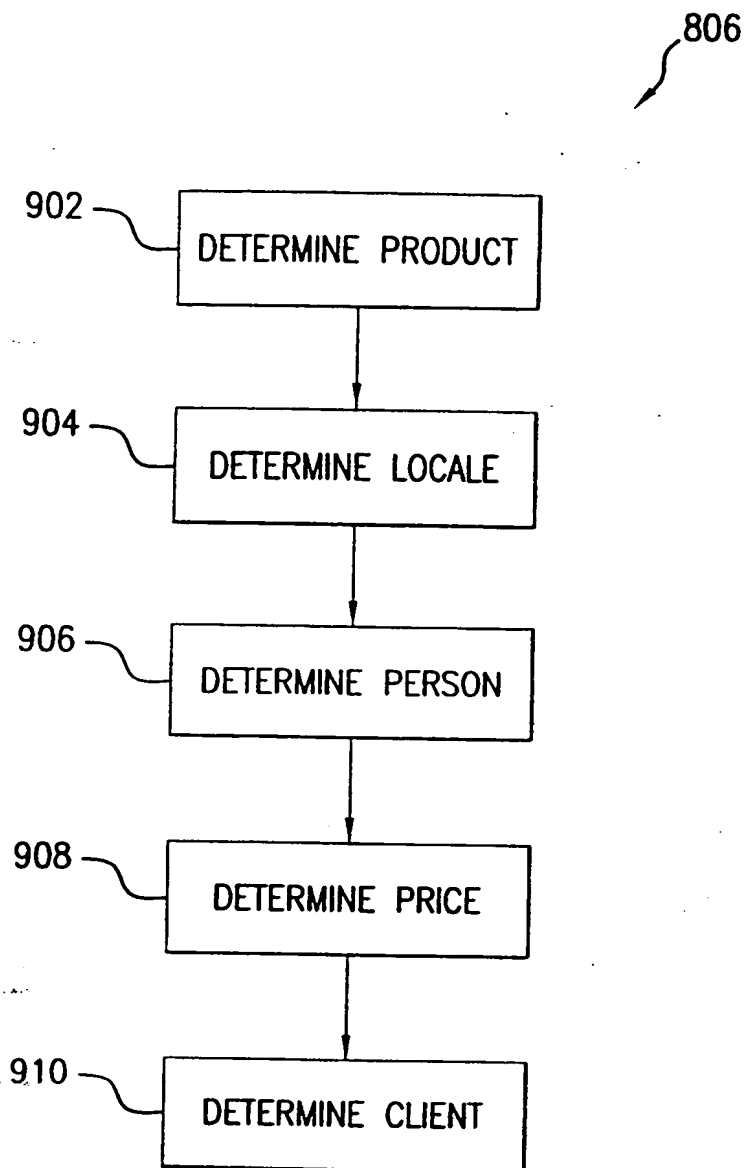 806
902
DETERMINE PRODUCT
904
DETERMINE LOCALE
906
DETERMINE PERSON
908
DETERMINE PRICE
910
DETERMINE CLIENT